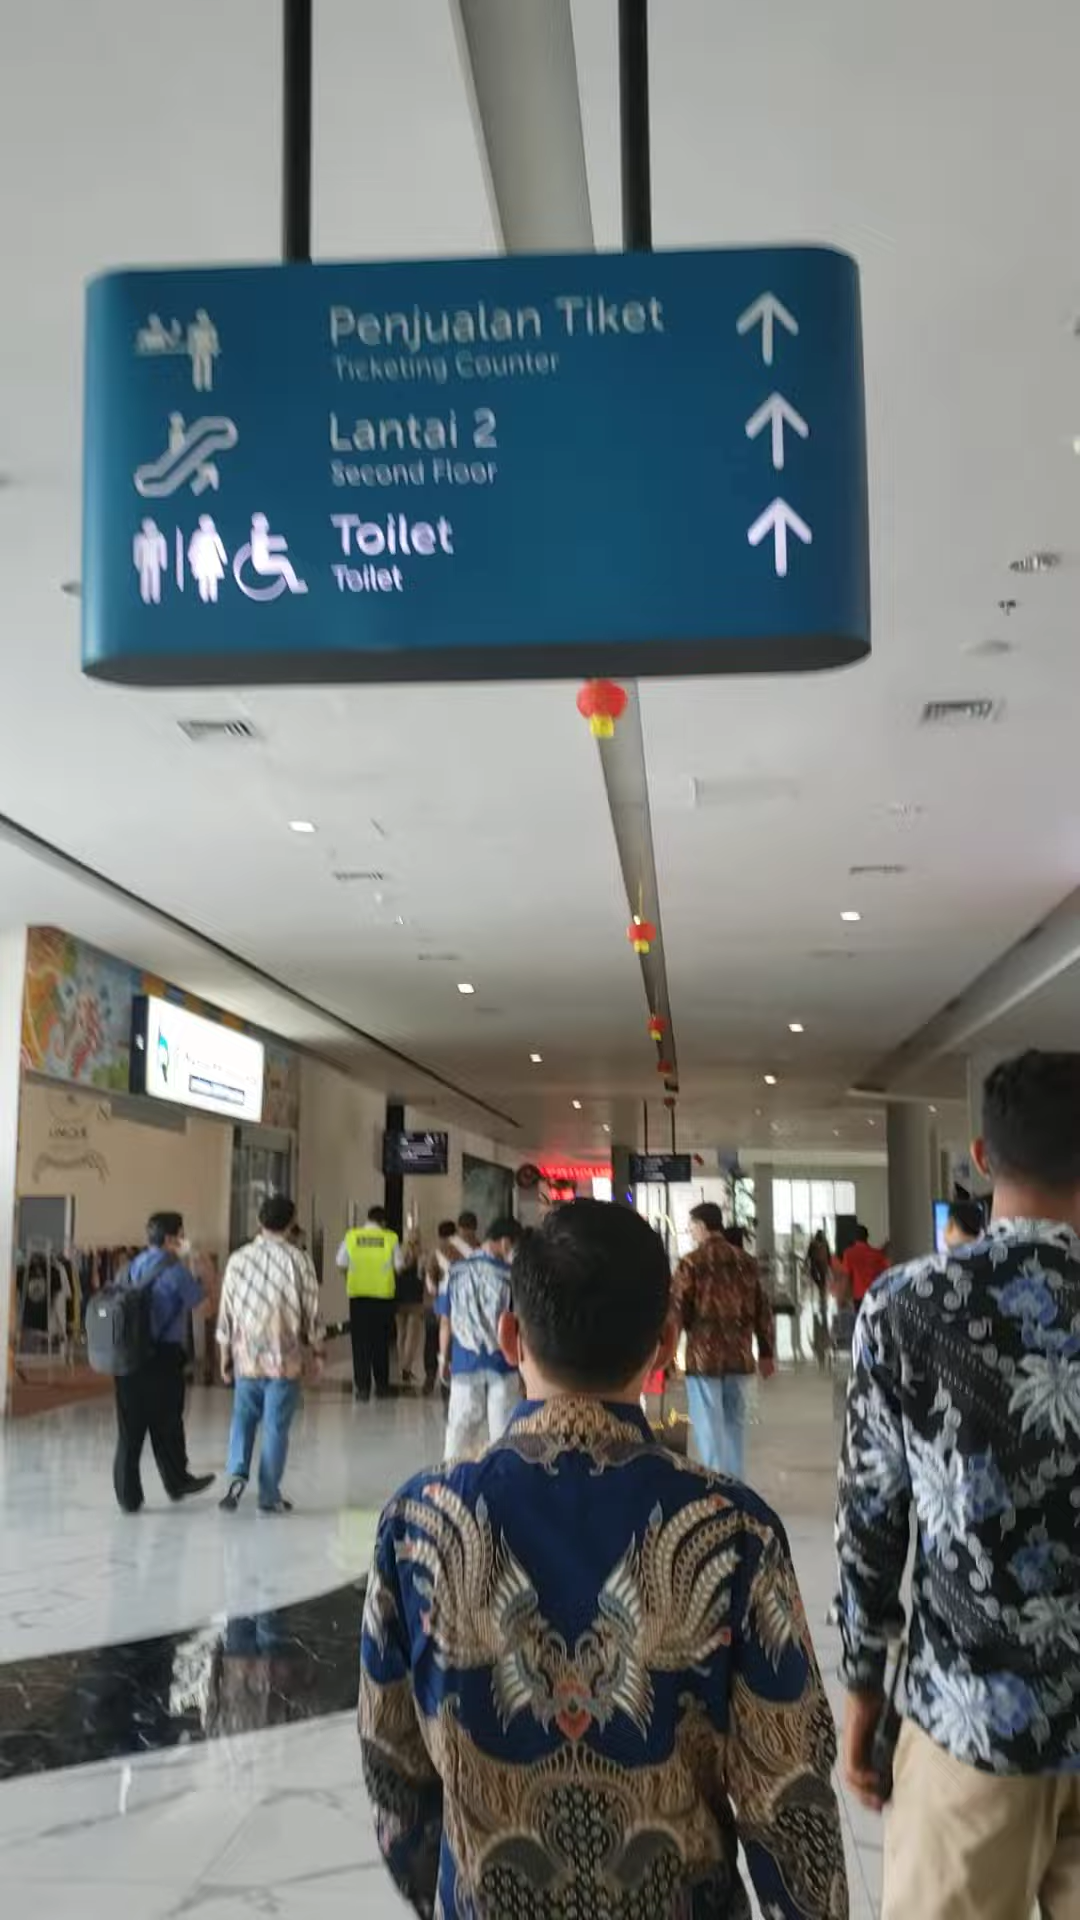 Penjualan Tiket
Ticketing Counter
Lantai 2
Second Floor
Toilet
Toilet